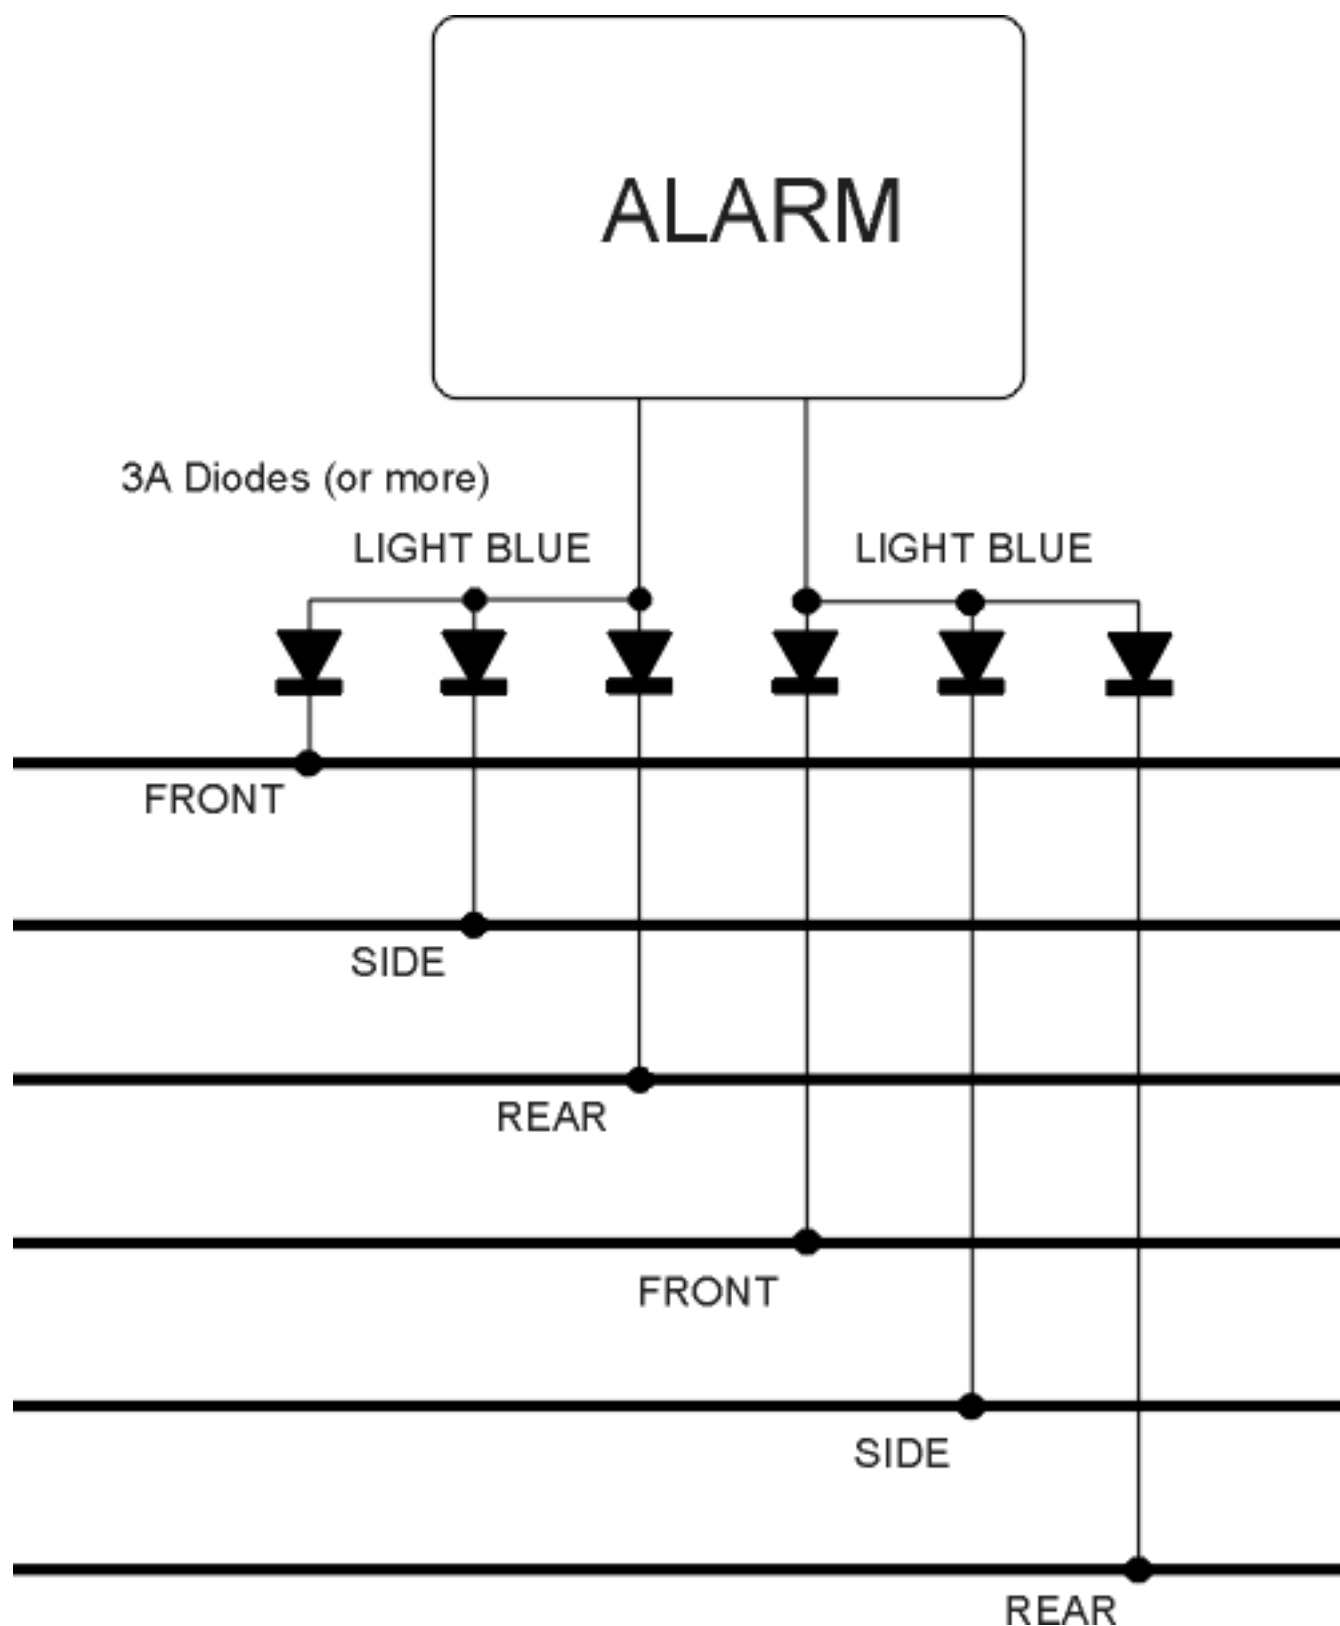 ALARM
3A Diodes (or more)
LIGHT BLUE
LIGHT BLUE
FRONT
SIDE
REAR
FRONT
SIDE
REAR